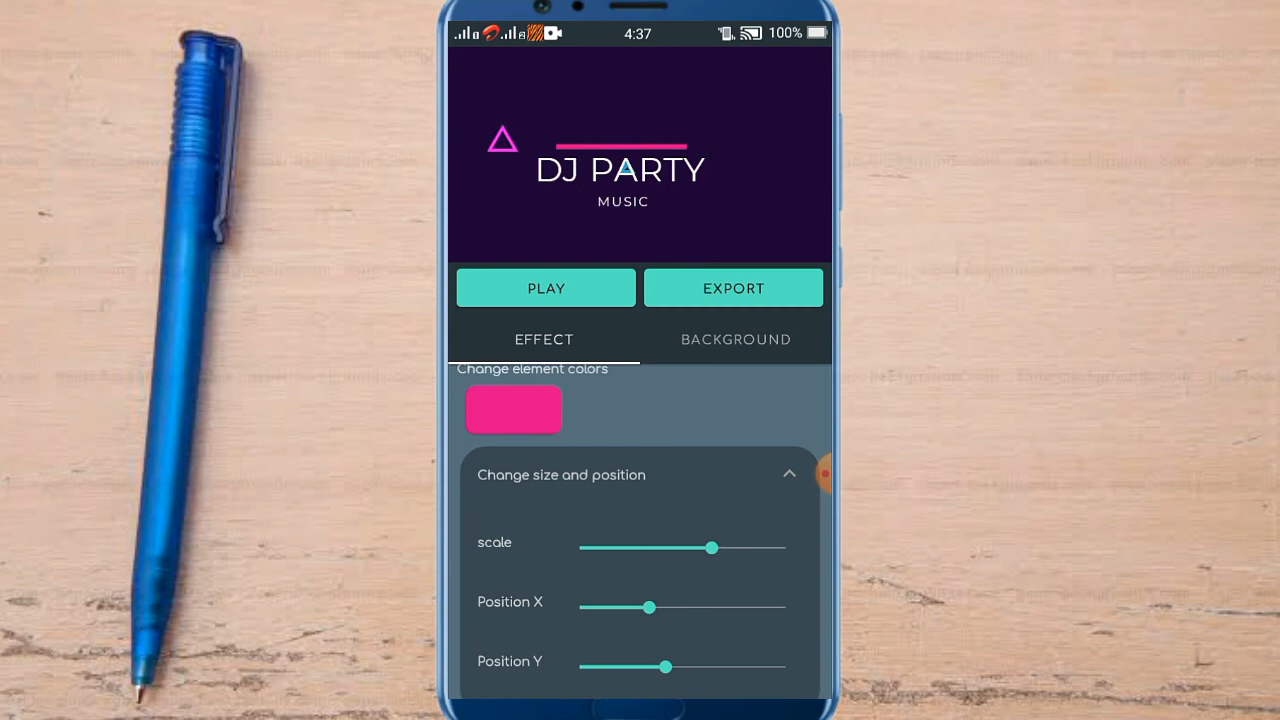 4:37
100%
DJ PARTY
MUSIC
PLAY
EXPORT
EFFECT
BACKGROUND
Change element colors
Change size and position
scale
Position X
Position Y